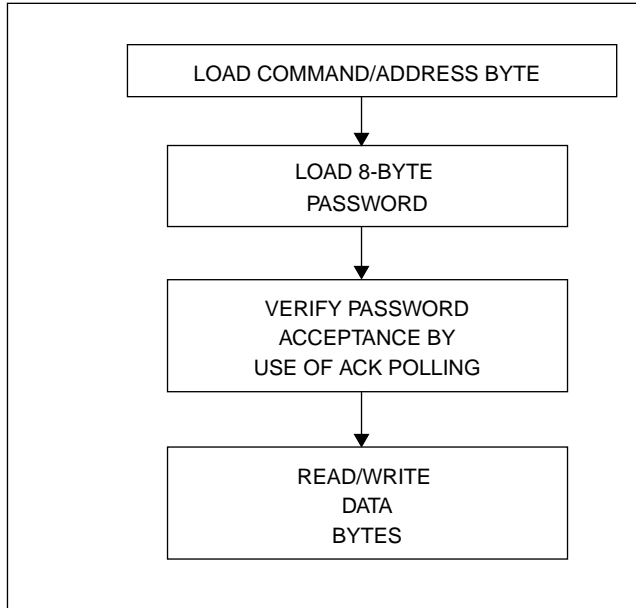 LOAD COMMAND/ADDRESS BYTE
LOAD 8-BYTE
PASSWORD
VERIFY PASSWORD
ACCEPTANCE BY
USE OF ACK POLLING
READ/WRITE
DATA
BYTES